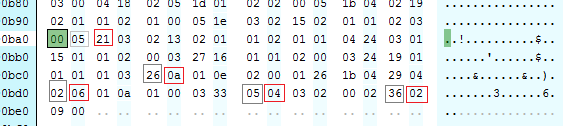 0b80 03 00 04 18 02 05 1d 01 02 02 00 05 1b 04 02 19 ................
0b90 02 01 01 02 01 00 05 1e 03 02 15 02 01 01 02 03 ................
0ba0 00 05 21 03 02 13 02 01 01 02 01 01 04 24 03 01 ..!..........$..
0bb0 15 01 01 02 00 03 27 16 01 01 02 00 03 24 01 19 ......'......$..
0bc0 01 01 01 03 26 0a 01 0e 02 00 01 26 1b 04 29 04 ....&......&..).
0bd0 02 06 01 0a 01 00 03 33 05 04 03 02 00 02 36 02 .......3......6.
0be0 09 00 .. .. .. .. .. .. .. .. .. .. .. .. .. .. ..